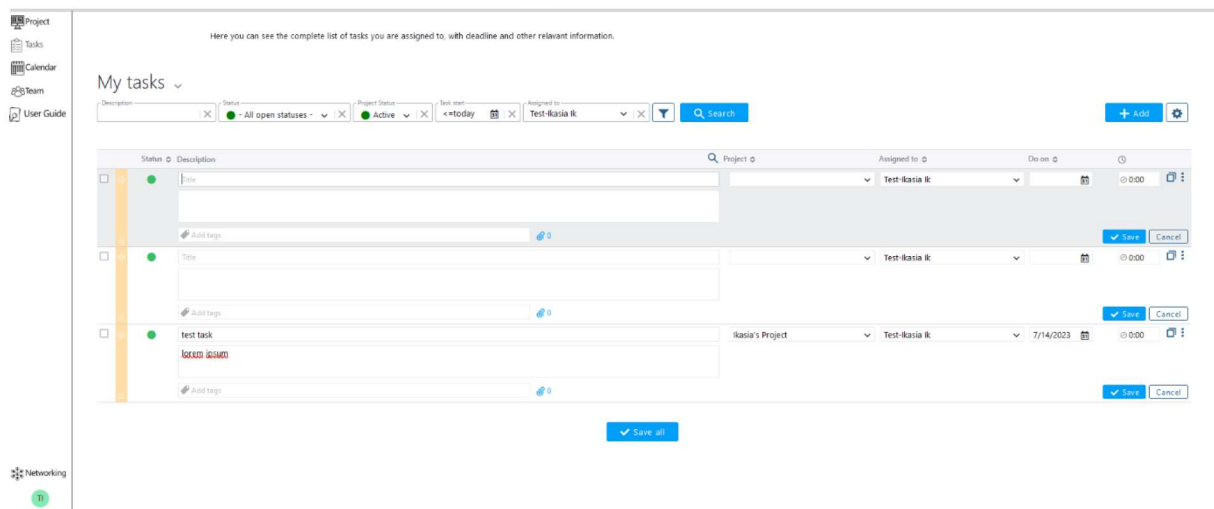 Project
Tasks
Calendar
Team
User Guide
Networking
TI
Here you can see the complete list of tasks you are assigned to, with deadline and other relavant information.
My tasks
Description Status Project Status Task start Assigned to
- All open statuses - Active <=today Test-Ikasia Ik Search + Add
Status Description Project Assigned to Do on
Title Test-Ikasia Ik 0:00
Add tags 0 Save Cancel
Title Test-Ikasia Ik 0:00
Add tags 0 Save Cancel
test task Ikasia's Project Test-Ikasia Ik 7/14/2023 0:00
lorem ipsum
Add tags 0 Save Cancel
Save all